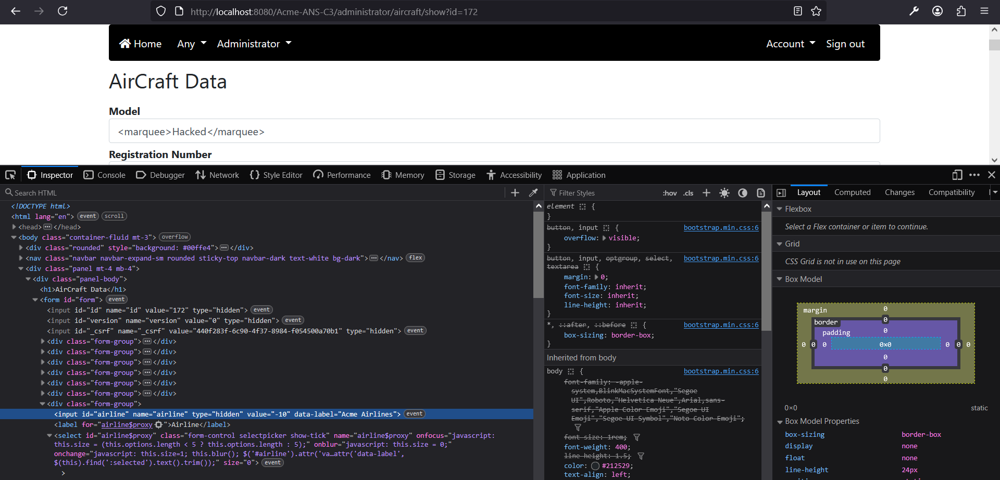 http://localhost:8080/Acme-ANS-C3/administrator/aircraft/show?id=172
Home Any Administrator Account Sign out
AirCraft Data
Model
<marquee>Hacked</marquee>
Registration Number
Inspector Console Debugger Network Style Editor Performance Memory Storage Accessibility Application
Search HTML
<!DOCTYPE html>
<html lang="en"> event scroll
<head>···</head>
<body class="container-fluid mt-3"> overflow
<div class="rounded" style="background: #00ffe4">···</div>
<nav class="navbar navbar-expand-sm rounded sticky-top navbar-dark text-white bg-dark">···</nav> flex
<div class="panel mt-4 mb-4">
<div class="panel-body">
<h1>AirCraft Data</h1>
<form id="form"> event
<input id="id" name="id" value="172" type="hidden"> event
<input id="version" name="version" value="0" type="hidden"> event
<input id="_csrf" name="_csrf" value="440f283f-6c90-4f37-8984-f054500a70b1" type="hidden"> event
<div class="form-group">···</div>
<div class="form-group">···</div>
<div class="form-group">···</div>
<div class="form-group">···</div>
<div class="form-group">···</div>
<div class="form-group">···</div>
<div class="form-group">
<input id="airline" name="airline" type="hidden" value="-10" data-label="Acme Airlines"> event
<label for="airline$proxy">Airline</label>
<select id="airline$proxy" class="form-control selectpicker show-tick" name="airline$proxy" onfocus="javascript:
this.size = (this.options.length < 5 ? this.options.length : 5);" onblur="javascript: this.size = 0;"
onchange="javascript: this.size=1; this.blur(); $('#airline').attr('va…attr('data-label',
$(this).find(':selected').text().trim());" size="0"> event
>
Filter Styles :hov .cls
element {
}
button, input { bootstrap.min.css:6
overflow: visible;
}
button, input, optgroup, select, bootstrap.min.css:6
textarea {
margin: 0;
font-family: inherit;
font-size: inherit;
line-height: inherit;
}
*, ::after, ::before { bootstrap.min.css:6
box-sizing: border-box;
}
Inherited from body
body { bootstrap.min.css:6
font-family: -apple-
system,BlinkMacSystemFont,"Segoe
UI",Roboto,"Helvetica Neue",Arial,sans-
serif,"Apple Color Emoji","Segoe UI
Emoji","Segoe UI Symbol","Noto Color Emoji";
font-size: 1rem;
font-weight: 400;
line-height: 1.5;
color: #212529;
text-align: left;
Layout Computed Changes Compatibility
Flexbox
Select a Flex container or item to continue.
Grid
CSS Grid is not in use on this page
Box Model
margin 0
border 0
padding 0
0 0 0 0×0 0 0 0
0
0
0
0×0 static
Box Model Properties
box-sizing border-box
display none
float none
line-height 24px